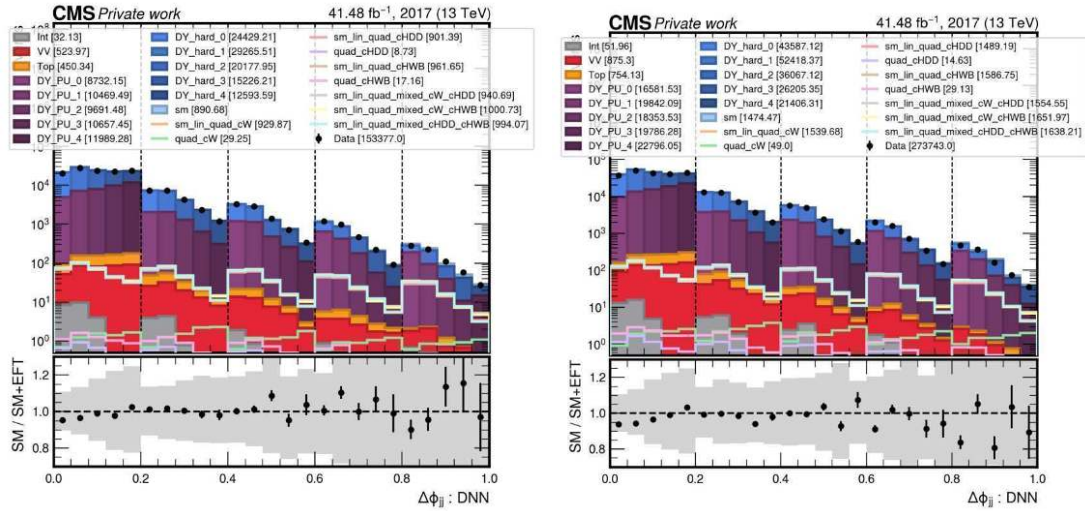 CMS Private work 41.48 fb⁻¹, 2017 (13 TeV)
Int [32.13]
VV [523.97]
Top [450.34]
DY_PU_0 [8732.15]
DY_PU_1 [10469.49]
DY_PU_2 [9691.48]
DY_PU_3 [10657.45]
DY_PU_4 [11989.28]
DY_hard_0 [24429.21]
DY_hard_1 [29265.51]
DY_hard_2 [20177.95]
DY_hard_3 [15226.21]
DY_hard_4 [12593.59]
sm [890.68]
sm_lin_quad_cW [929.87]
quad_cW [29.25]
sm_lin_quad_cHDD [901.39]
quad_cHDD [8.73]
sm_lin_quad_cHWB [961.65]
quad_cHWB [17.16]
sm_lin_quad_mixed_cW_cHDD [940.69]
sm_lin_quad_mixed_cW_cHWB [1000.73]
sm_lin_quad_mixed_cHDD_cHWB [994.07]
Data [153377.0]
10⁴
10³
10²
10¹
10⁰
SM / SM+EFT
1.2
1.0
0.8
0.0 0.2 0.4 0.6 0.8 1.0
Δϕjj : DNN
CMS Private work 41.48 fb⁻¹, 2017 (13 TeV)
Int [51.96]
VV [875.3]
Top [754.13]
DY_PU_0 [16581.53]
DY_PU_1 [19842.09]
DY_PU_2 [18353.53]
DY_PU_3 [19786.28]
DY_PU_4 [22796.05]
DY_hard_0 [43587.12]
DY_hard_1 [52418.37]
DY_hard_2 [36067.12]
DY_hard_3 [26205.35]
DY_hard_4 [21406.31]
sm [1474.47]
sm_lin_quad_cW [1539.68]
quad_cW [49.0]
sm_lin_quad_cHDD [1489.19]
quad_cHDD [14.63]
sm_lin_quad_cHWB [1586.75]
quad_cHWB [29.13]
sm_lin_quad_mixed_cW_cHDD [1554.55]
sm_lin_quad_mixed_cW_cHWB [1651.97]
sm_lin_quad_mixed_cHDD_cHWB [1638.21]
Data [273743.0]
10⁵
10⁴
10³
10²
10¹
10⁰
SM / SM+EFT
1.2
1.0
0.8
0.0 0.2 0.4 0.6 0.8 1.0
Δϕjj : DNN